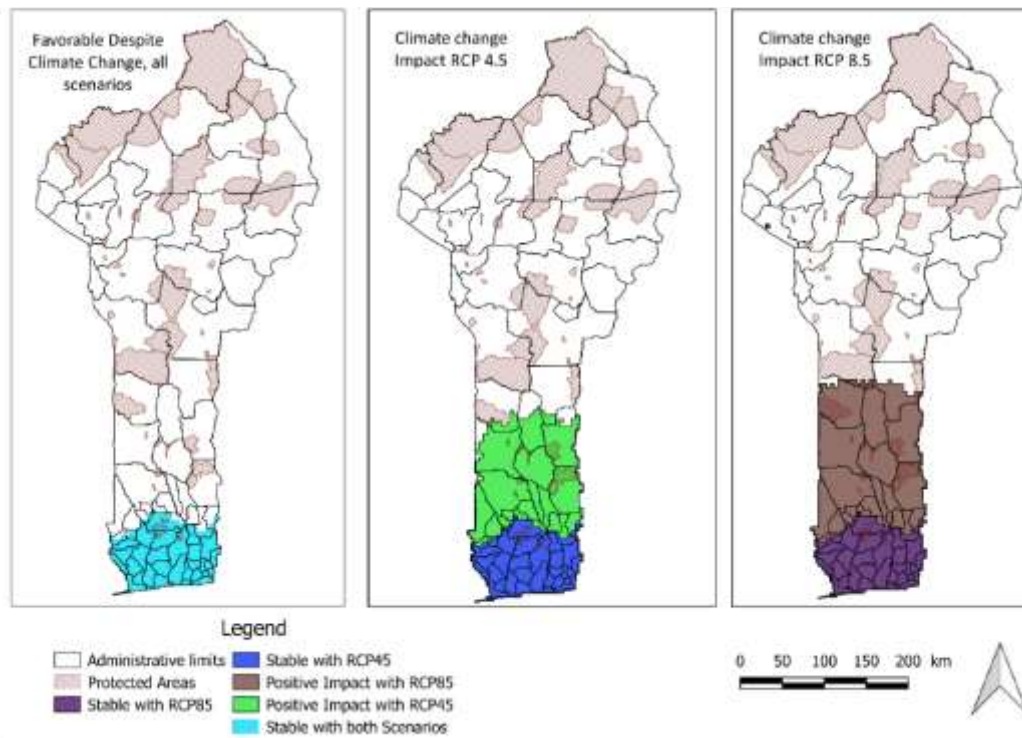 Favorable Despite
Climate Change, all
scenarios
Climate change
Impact RCP 4.5
Climate change
Impact RCP 8.5
Legend
Administrative limits
Protected Areas
Stable with RCP85
Stable with RCP45
Positive Impact with RCP85
Positive Impact with RCP45
Stable with both Scenarios
0 50 100 150 200 km